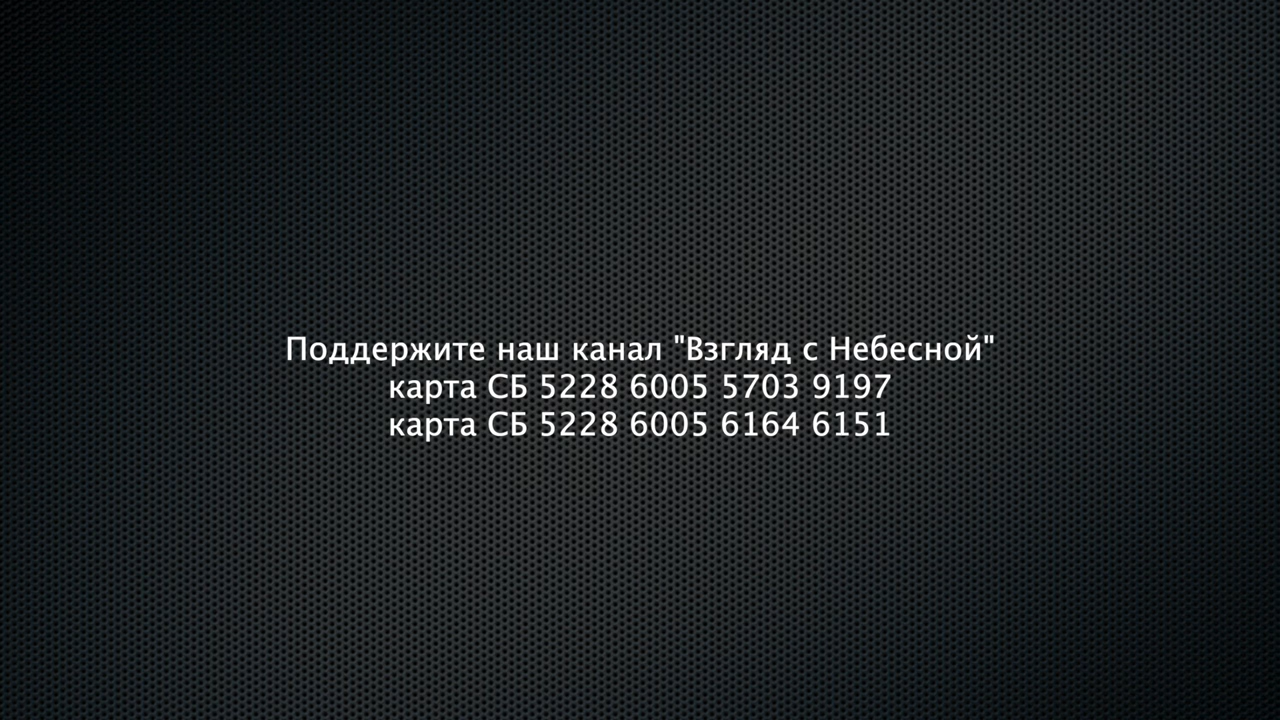 Поддержите наш канал "Взгляд с Небесной"
карта СБ 5228 6005 5703 9197
карта СБ 5228 6005 6164 6151